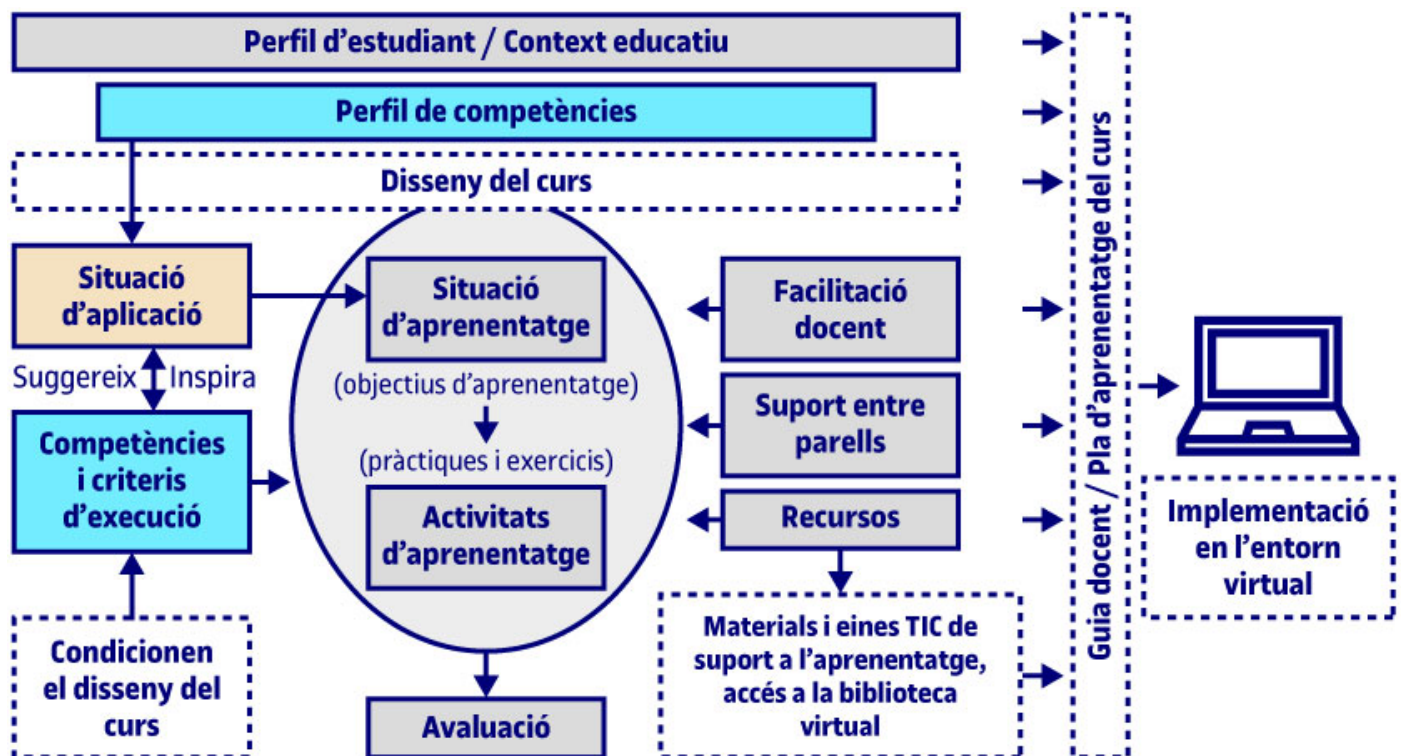 Perfil d'estudiant / Context educatiu
Perfil de competències
Disseny del curs
Situació
d'aplicació
Suggereix
Inspira
Competències
i criteris
d'execució
Condicionen
el disseny del
curs
Situació
d'aprenentatge
(objectius d'aprenentatge)
(pràctiques i exercicis)
Activitats
d'aprenentatge
Avaluació
Facilitació
docent
Suport entre
parells
Recursos
Materials i eines TIC de
suport a l'aprenentatge,
accés a la biblioteca
virtual
Guia docent / Pla d'aprenentatge del curs
Implementació
en l'entorn
virtual